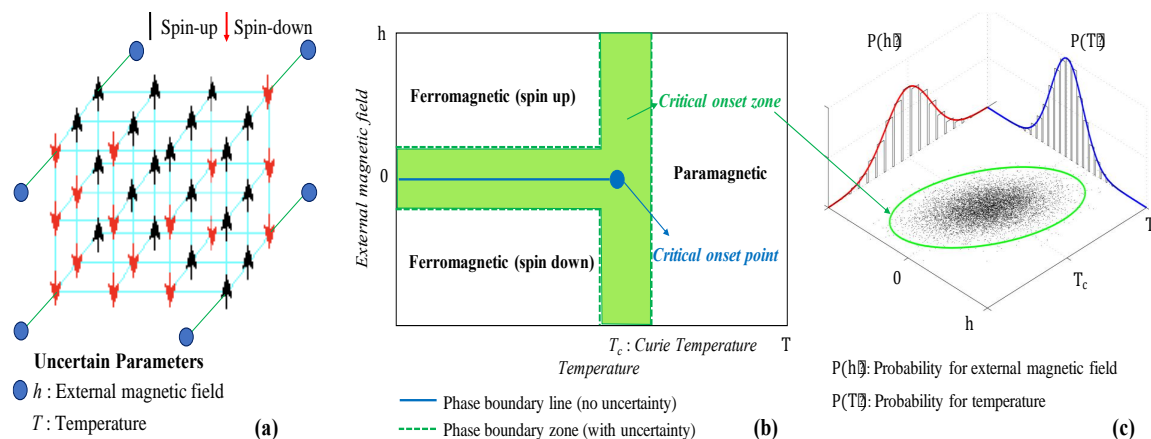 Spin-up Spin-down
Uncertain Parameters
h : External magnetic field
T : Temperature
(a)
h
0
External magnetic field
Ferromagnetic (spin up)
Critical onset zone
Paramagnetic
Ferromagnetic (spin down)
Critical onset point
Tc : Curie Temperature T
Temperature
Phase boundary line (no uncertainty)
Phase boundary zone (with uncertainty)
(b)
P(h)
P(T)
T
0
Tc
h
P(h): Probability for external magnetic field
P(T): Probability for temperature
(c)